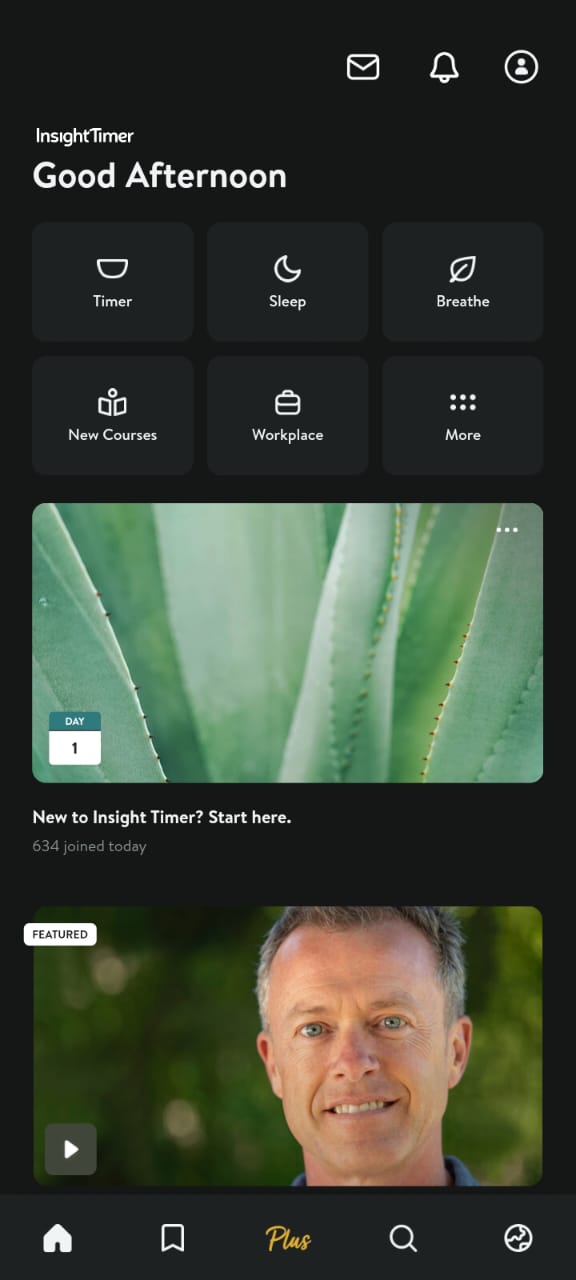 InsightTimer
Good Afternoon
Timer
Sleep
Breathe
New Courses
Workplace
More
DAY
1
New to Insight Timer? Start here.
634 joined today
FEATURED
Plus